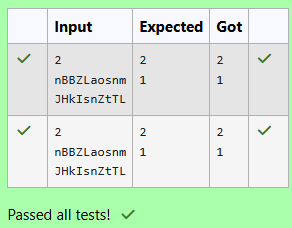 Input Expected Got
✓ 2 2 2 ✓
nBBZLaosnm 1 1
JHkIsnZtTL
✓ 2 2 2 ✓
nBBZLaosnm 1 1
JHkIsnZtTL
Passed all tests! ✓